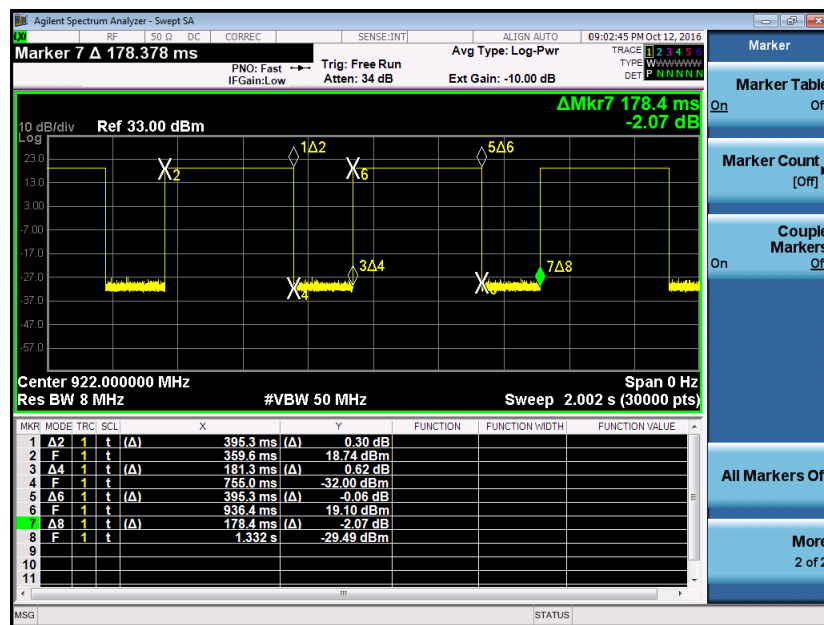 Agilent Spectrum Analyzer - Swept SA
LXI RF 50 Ω DC CORREC SENSE:INT ALIGN AUTO 09:02:45 PM Oct 12, 2016
Marker 7 Δ 178.378 ms
PNO: Fast
IFGain:Low
Trig: Free Run
Atten: 34 dB
Avg Type: Log-Pwr
Ext Gain: -10.00 dB
TRACE 1 2 3 4 5 6
TYPE WWWWWW
DET P N N N N N
ΔMkr7 178.4 ms
-2.07 dB
10 dB/div Ref 33.00 dBm
Log
23.0
13.0
3.00
-7.00
-17.0
-27.0
-37.0
-47.0
-57.0
1Δ2
5Δ6
2
6
3Δ4
7Δ8
4
Center 922.000000 MHz Span 0 Hz
Res BW 8 MHz #VBW 50 MHz Sweep 2.002 s (30000 pts)
MKR MODE TRC SCL X Y FUNCTION FUNCTION WIDTH FUNCTION VALUE
1 Δ2 1 t (Δ) 395.3 ms (Δ) 0.30 dB
2 F 1 t 359.6 ms 18.74 dBm
3 Δ4 1 t (Δ) 181.3 ms (Δ) 0.62 dB
4 F 1 t 755.0 ms -32.00 dBm
5 Δ6 1 t (Δ) 395.3 ms (Δ) -0.06 dB
6 F 1 t 936.4 ms 19.10 dBm
7 Δ8 1 t (Δ) 178.4 ms (Δ) -2.07 dB
8 F 1 t 1.332 s -29.49 dBm
9
10
11
MSG STATUS
Marker
Marker Table
On Of
Marker Count
[Off]
Couple
Markers
On Of
All Markers Of
More
2 of 2